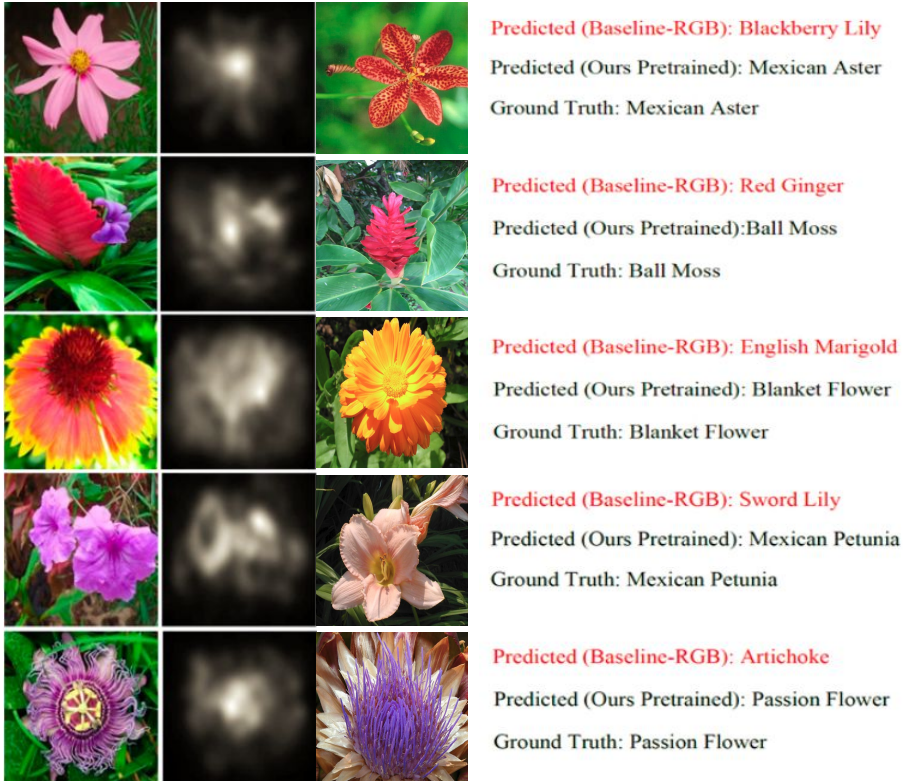 Predicted (Baseline-RGB): Blackberry Lily
Predicted (Ours Pretrained): Mexican Aster
Ground Truth: Mexican Aster
Predicted (Baseline-RGB): Red Ginger
Predicted (Ours Pretrained):Ball Moss
Ground Truth: Ball Moss
Predicted (Baseline-RGB): English Marigold
Predicted (Ours Pretrained): Blanket Flower
Ground Truth: Blanket Flower
Predicted (Baseline-RGB): Sword Lily
Predicted (Ours Pretrained): Mexican Petunia
Ground Truth: Mexican Petunia
Predicted (Baseline-RGB): Artichoke
Predicted (Ours Pretrained): Passion Flower
Ground Truth: Passion Flower